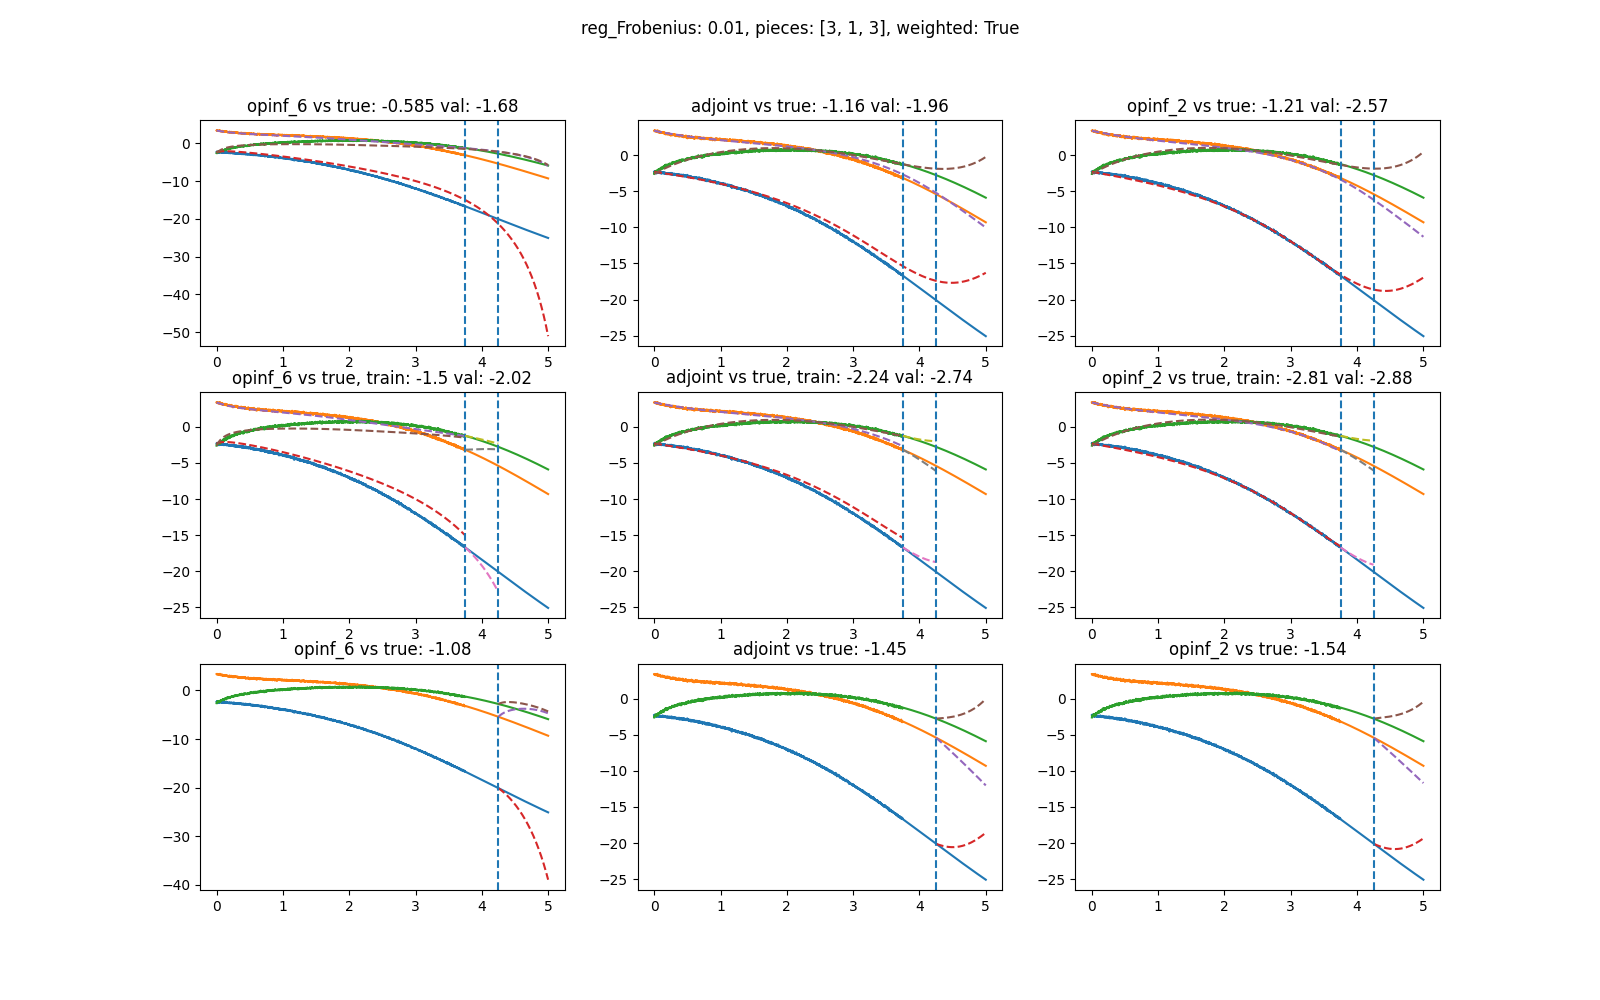 reg_Frobenius: 0.01, pieces: [3, 1, 3], weighted: True
opinf_6 vs true: -0.585 val: -1.68
0
−10
−20
−30
−40
−50
0 1 2 3 4 5
adjoint vs true: -1.16 val: -1.96
0
−5
−10
−15
−20
−25
0 1 2 3 4 5
opinf_2 vs true: -1.21 val: -2.57
0
−5
−10
−15
−20
−25
0 1 2 3 4 5
opinf_6 vs true, train: -1.5 val: -2.02
0
−5
−10
−15
−20
−25
0 1 2 3 4 5
adjoint vs true, train: -2.24 val: -2.74
0
−5
−10
−15
−20
−25
0 1 2 3 4 5
opinf_2 vs true, train: -2.81 val: -2.88
0
−5
−10
−15
−20
−25
0 1 2 3 4 5
opinf_6 vs true: -1.08
0
−10
−20
−30
−40
0 1 2 3 4 5
adjoint vs true: -1.45
0
−5
−10
−15
−20
−25
0 1 2 3 4 5
opinf_2 vs true: -1.54
0
−5
−10
−15
−20
−25
0 1 2 3 4 5